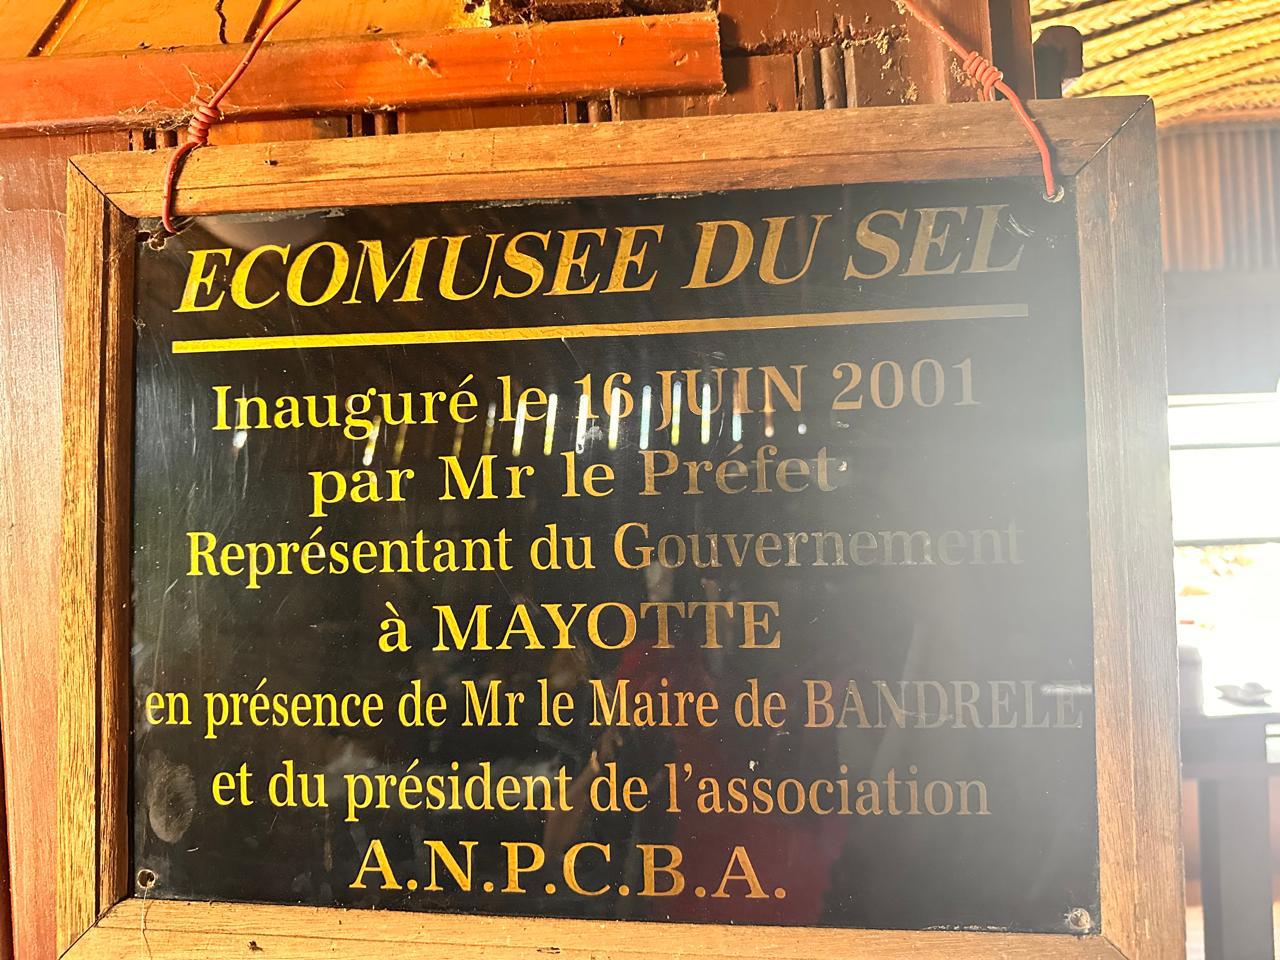 ECOMUSEE DU SEL
Inauguré le 16 JUIN 2001
par Mr le Préfet
Représentant du Gouvernement
à MAYOTTE
en présence de Mr le Maire de BANDRELE
et du président de l'association
A.N.P.C.B.A.